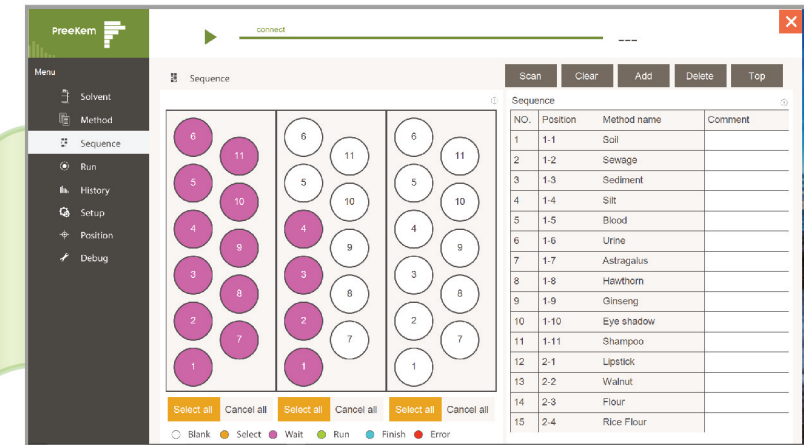 PreeKem
connect
---
Menu
Solvent
Method
Sequence
Run
History
Setup
Position
Debug
Sequence
Scan Clear Add Delete Top
6 11 5 10 4 9 3 8 2 7 1
6 11 5 10 4 9 3 8 2 7 1
6 11 5 10 4 9 3 8 2 7 1
Select all Cancel all Select all Cancel all Select all Cancel all
Blank Select Wait Run Finish Error
Sequence
NO. Position Method name Comment
1 1-1 Soil
2 1-2 Sewage
3 1-3 Sediment
4 1-4 Silt
5 1-5 Blood
6 1-6 Urine
7 1-7 Astragalus
8 1-8 Hawthorn
9 1-9 Ginseng
10 1-10 Eye shadow
11 1-11 Shampoo
12 2-1 Lipstick
13 2-2 Walnut
14 2-3 Flour
15 2-4 Rice Flour